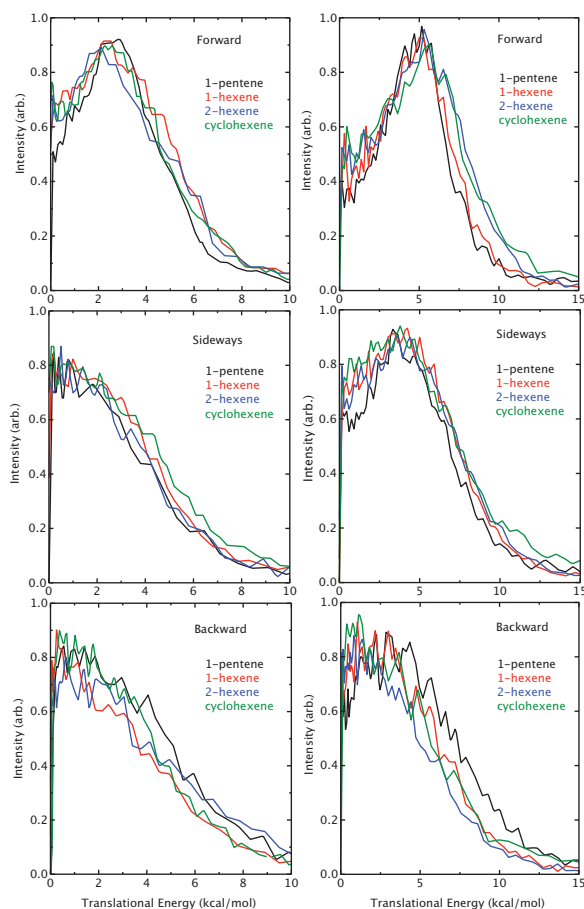 1.0
0.8
0.6
0.4
0.2
0.0
Intensity (arb.)
Forward
1-pentene
1-hexene
2-hexene
cyclohexene
0 2 4 6 8 10
1.0
0.8
0.6
0.4
0.2
0.0
Intensity (arb.)
Forward
1-pentene
1-hexene
2-hexene
cyclohexene
0 5 10 15
1.0
0.8
0.6
0.4
0.2
0.0
Intensity (arb.)
Sideways
1-pentene
1-hexene
2-hexene
cyclohexene
0 2 4 6 8 10
1.0
0.8
0.6
0.4
0.2
0.0
Intensity (arb.)
Sideways
1-pentene
1-hexene
2-hexene
cyclohexene
0 5 10 15
1.0
0.8
0.6
0.4
0.2
0.0
Intensity (arb.)
Backward
1-pentene
1-hexene
2-hexene
cyclohexene
0 2 4 6 8 10
Translational Energy (kcal/mol)
1.0
0.8
0.6
0.4
0.2
0.0
Intensity (arb.)
Backward
1-pentene
1-hexene
2-hexene
cyclohexene
0 5 10 15
Translational Energy (kcal/mol)